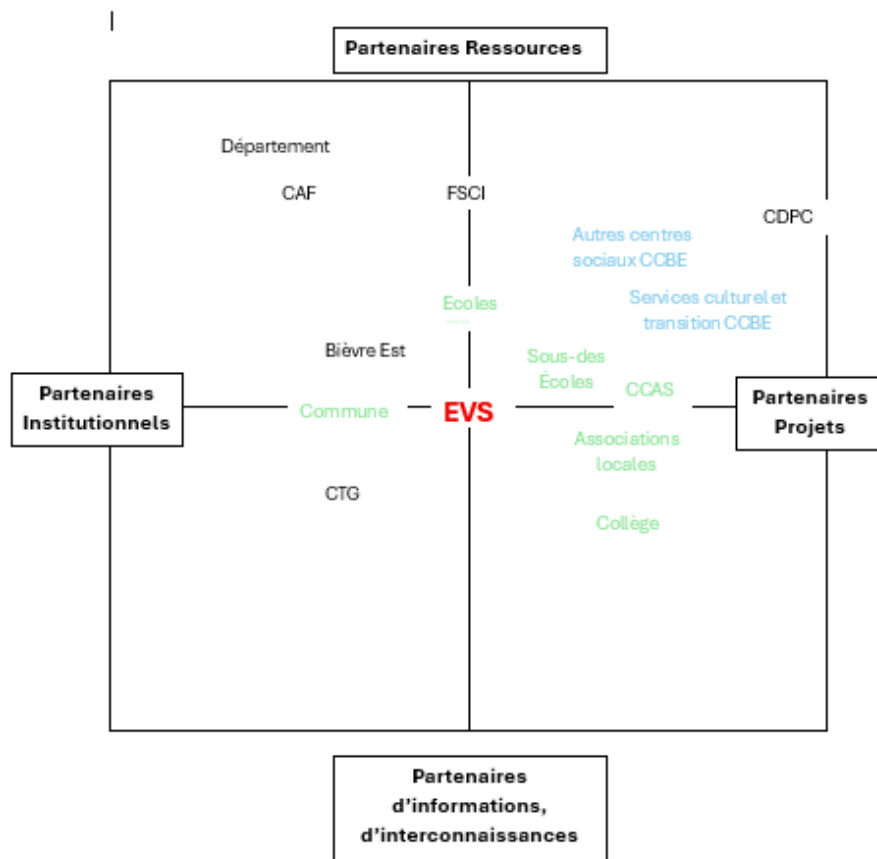 Partenaires Ressources
Département
CAF
FSCI
CDPC
Autres centres
sociaux CCBE
Ecoles
Services culturel et
transition CCBE
Bièvre Est
Sous-des
Écoles
CCAS
Partenaires
Institutionnels
Commune
EVS
Partenaires
Projets
Associations
locales
CTG
Collège
Partenaires
d'informations,
d'interconnaissances